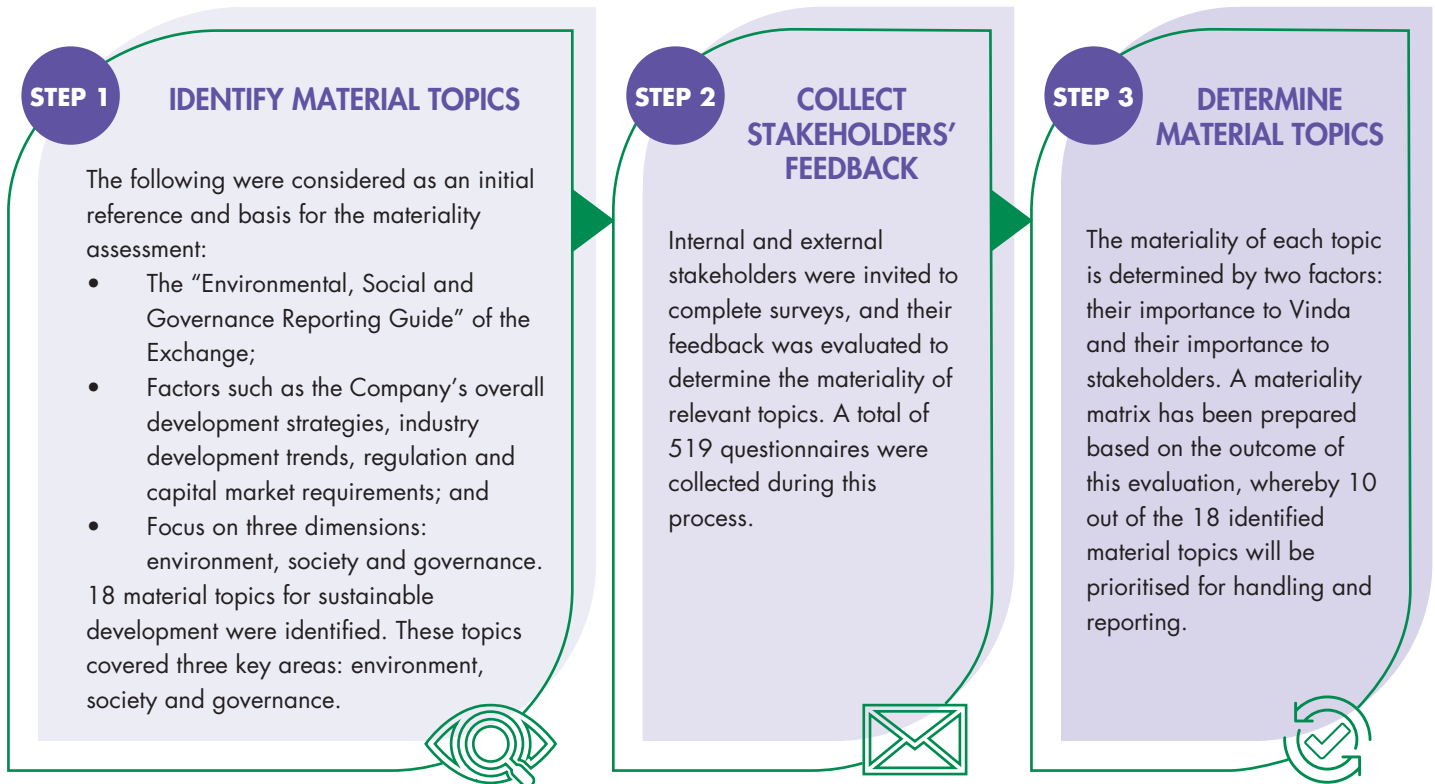 STEP 1
IDENTIFY MATERIAL TOPICS
The following were considered as an initial
reference and basis for the materiality
assessment:
• The “Environmental, Social and
Governance Reporting Guide” of the
Exchange;
• Factors such as the Company’s overall
development strategies, industry
development trends, regulation and
capital market requirements; and
• Focus on three dimensions:
environment, society and governance.
18 material topics for sustainable
development were identified. These topics
covered three key areas: environment,
society and governance.
STEP 2
COLLECT
STAKEHOLDERS’
FEEDBACK
Internal and external
stakeholders were invited to
complete surveys, and their
feedback was evaluated to
determine the materiality of
relevant topics. A total of
519 questionnaires were
collected during this
process.
STEP 3
DETERMINE
MATERIAL TOPICS
The materiality of each topic
is determined by two factors:
their importance to Vinda
and their importance to
stakeholders. A materiality
matrix has been prepared
based on the outcome of
this evaluation, whereby 10
out of the 18 identified
material topics will be
prioritised for handling and
reporting.